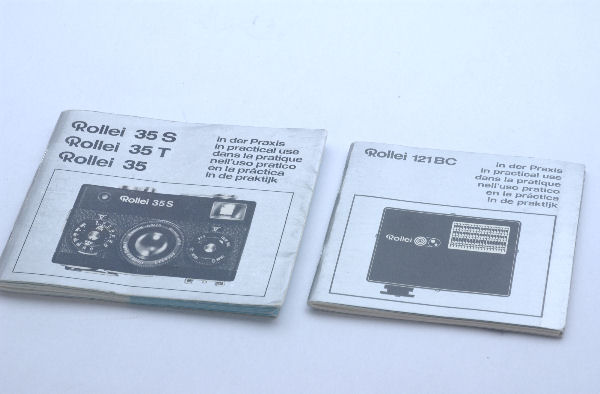 Rollei 35 S
Rollei 35 T
Rollei 35
in der Praxis
in practical use
dans la pratique
nell'uso pratico
en la práctica
in de praktijk
Rollei 35 S
Rollei 121 BC
in der Praxis
in practical use
dans la pratique
nell'uso pratico
en la práctica
in de praktijk
Rollei